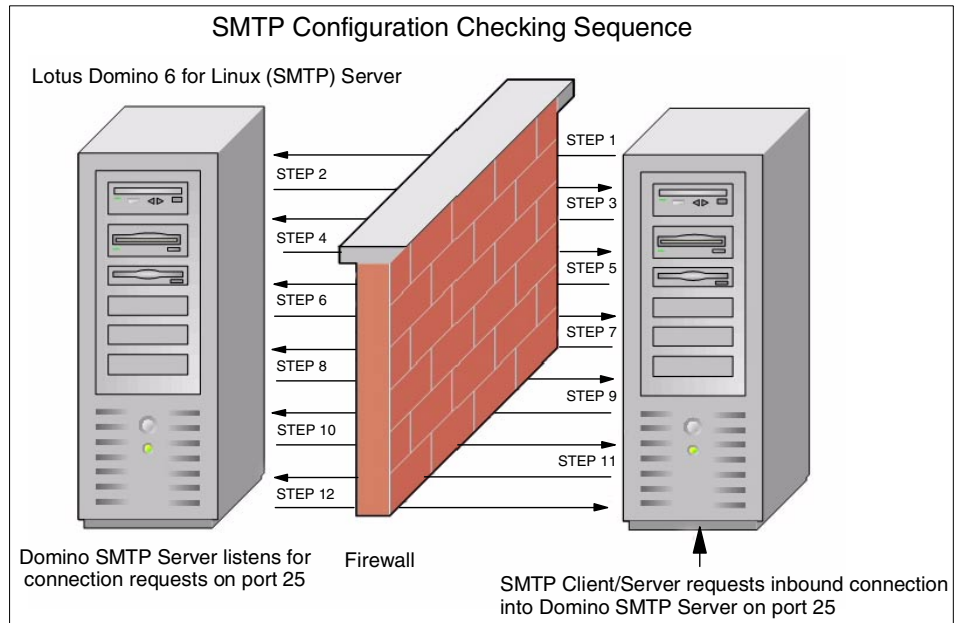 SMTP Configuration Checking Sequence
Lotus Domino 6 for Linux (SMTP) Server
STEP 1
STEP 2
STEP 3
STEP 4
STEP 5
STEP 6
STEP 7
STEP 8
STEP 9
STEP 10
STEP 11
STEP 12
Domino SMTP Server listens for
connection requests on port 25
Firewall
SMTP Client/Server requests inbound connection
into Domino SMTP Server on port 25